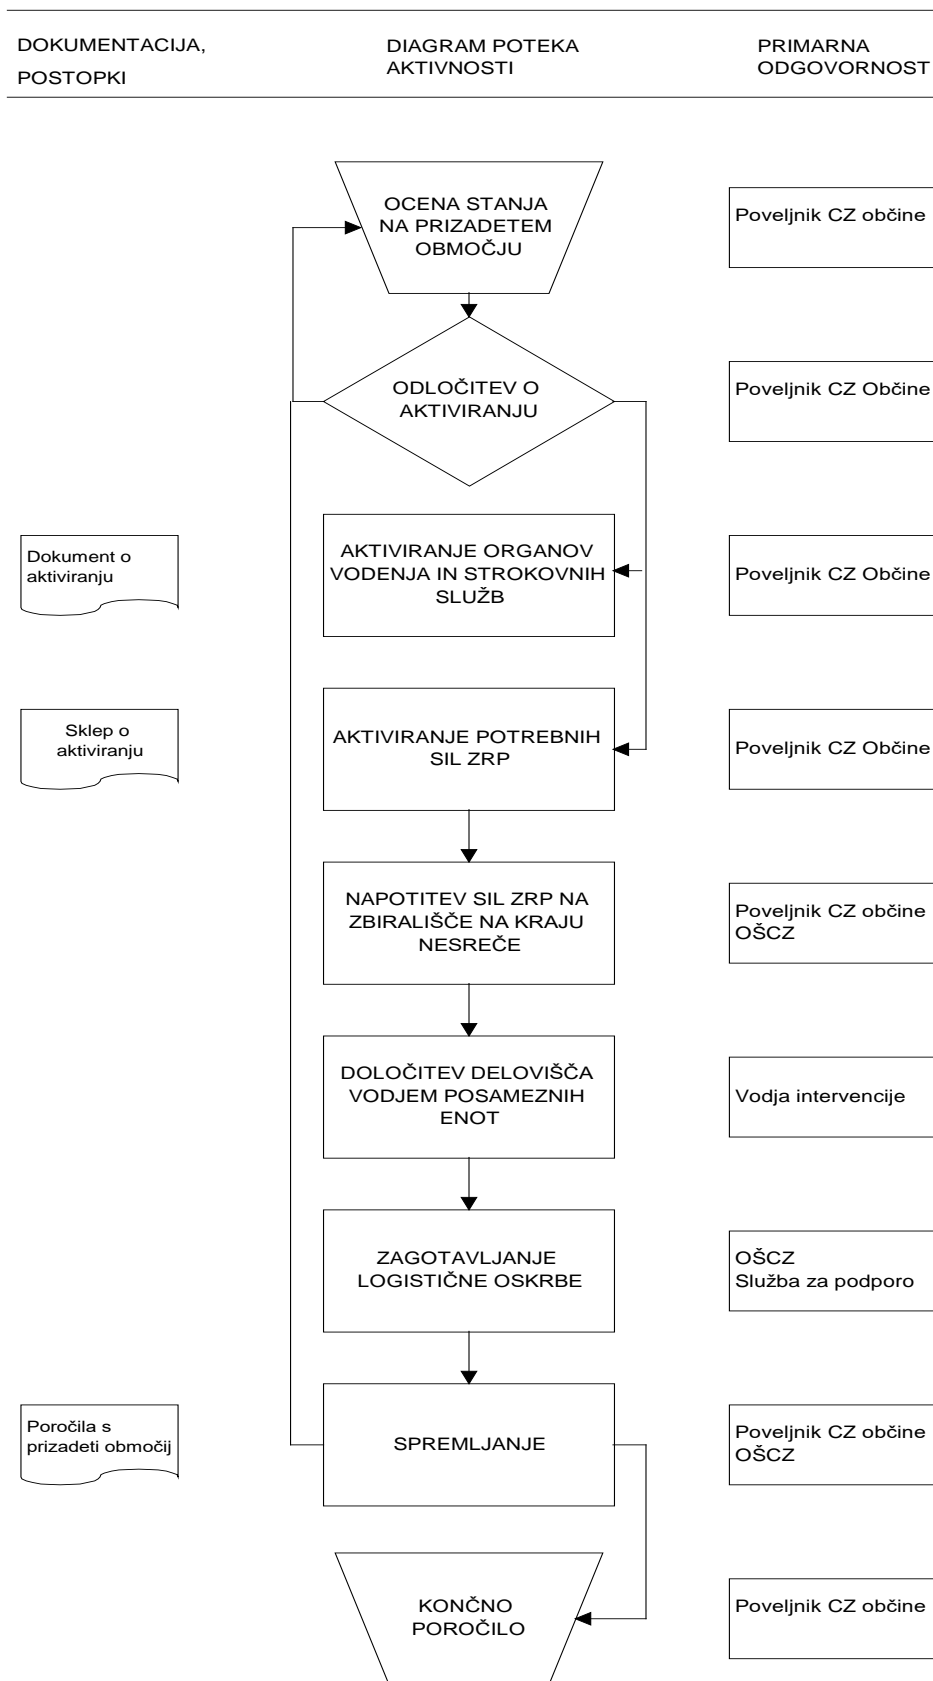 DOKUMENTACIJA,
POSTOPKI
DIAGRAM POTEKA
AKTIVNOSTI
PRIMARNA
ODGOVORNOST
OCENA STANJA
NA PRIZADETEM
OBMOČJU
Poveljnik CZ občine
ODLOČITEV O
AKTIVIRANJU
Poveljnik CZ Občine
Dokument o
aktiviranju
AKTIVIRANJE ORGANOV
VODENJA IN STROKOVNIH
SLUŽB
Poveljnik CZ Občine
Sklep o
aktiviranju
AKTIVIRANJE POTREBNIH
SIL ZRP
Poveljnik CZ Občine
NAPOTITEV SIL ZRP NA
ZBIRALIŠČE NA KRAJU
NESREČE
Poveljnik CZ občine
OŠCZ
DOLOČITEV DELOVIŠČA
VODJEM POSAMEZNIH
ENOT
Vodja intervencije
ZAGOTAVLJANJE
LOGISTIČNE OSKRBE
OŠCZ
Služba za podporo
Poročila s
prizadeti območij
SPREMLJANJE
Poveljnik CZ občine
OŠCZ
KONČNO
POROČILO
Poveljnik CZ občine